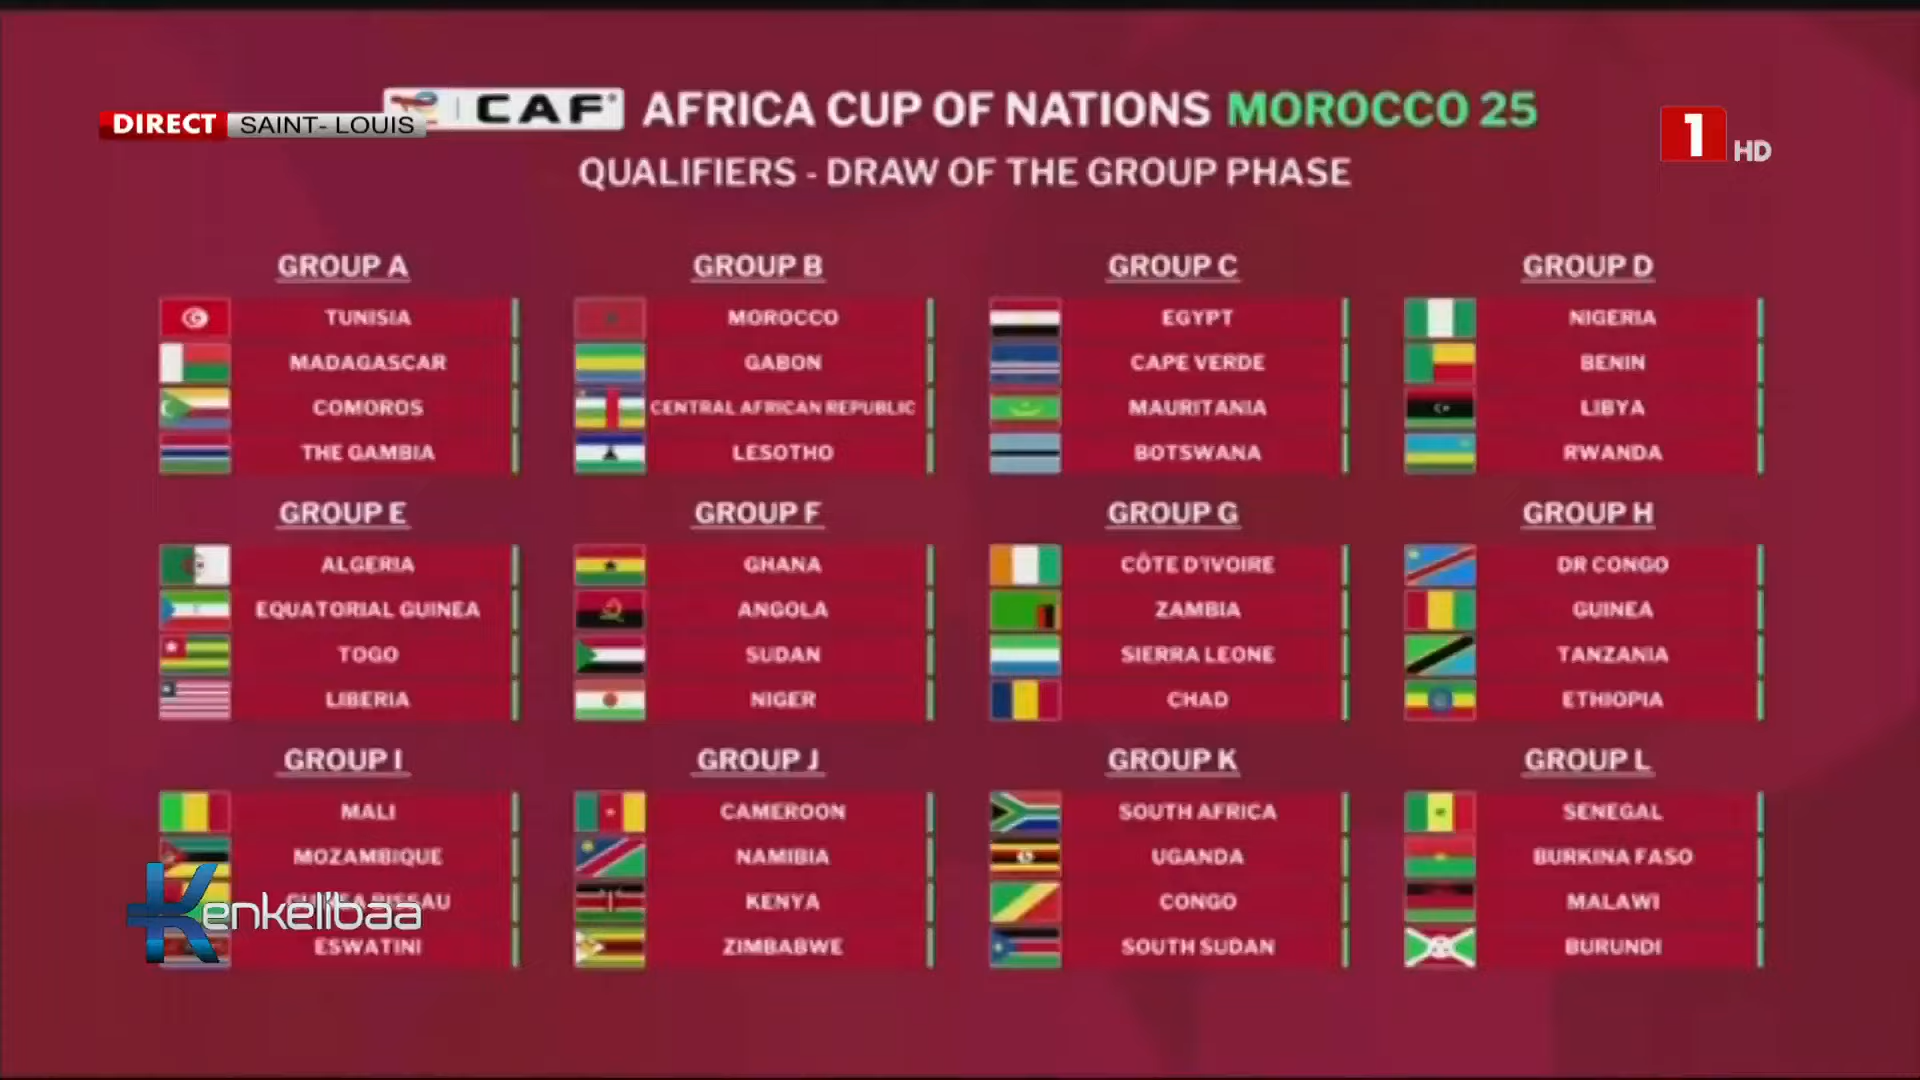 CAF AFRICA CUP OF NATIONS MOROCCO 25
DIRECT SAINT- LOUIS
1 HD
QUALIFIERS - DRAW OF THE GROUP PHASE
GROUP A
TUNISIA
MADAGASCAR
COMOROS
THE GAMBIA
GROUP B
MOROCCO
GABON
CENTRAL AFRICAN REPUBLIC
LESOTHO
GROUP C
EGYPT
CAPE VERDE
MAURITANIA
BOTSWANA
GROUP D
NIGERIA
BENIN
LIBYA
RWANDA
GROUP E
ALGERIA
EQUATORIAL GUINEA
TOGO
LIBERIA
GROUP F
GHANA
ANGOLA
SUDAN
NIGER
GROUP G
CÔTE D'IVOIRE
ZAMBIA
SIERRA LEONE
CHAD
GROUP H
DR CONGO
GUINEA
TANZANIA
ETHIOPIA
GROUP I
MALI
MOZAMBIQUE
GUINEA BISSAU
ESWATINI
Kenkelibaa
GROUP J
CAMEROON
NAMIBIA
KENYA
ZIMBABWE
GROUP K
SOUTH AFRICA
UGANDA
CONGO
SOUTH SUDAN
GROUP L
SENEGAL
BURKINA FASO
MALAWI
BURUNDI